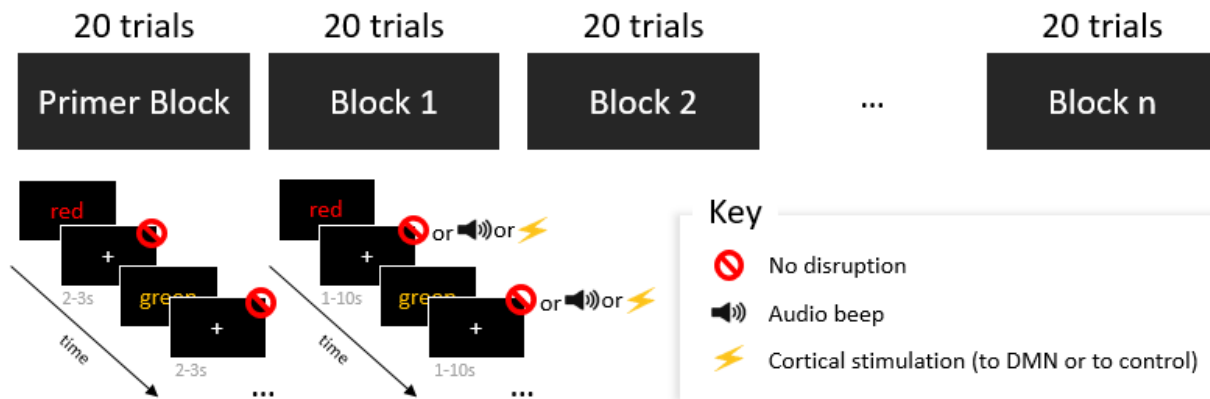 20 trials 20 trials 20 trials 20 trials
Primer Block Block 1 Block 2 ... Block n
red red
+ or or + or or
2-3s green 1-10s green
+ +
time 2-3s time 1-10s
... ...
Key
No disruption
Audio beep
Cortical stimulation (to DMN or to control)